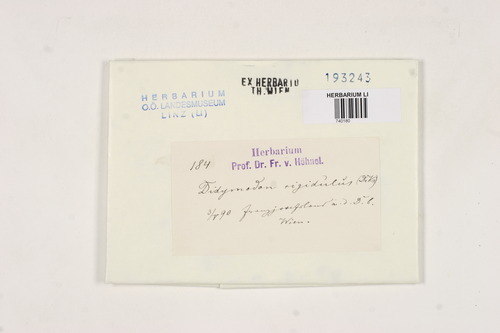 HERBARIUM
O.Ö. LANDESMUSEUM
LINZ (LI)
EX HERBARIO
TH. WIEN
193243
HERBARIUM LI
740180
Herbarium
Prof. Dr. Fr. v. Höhnel.
184
Didymodon rigidulus
Wien.